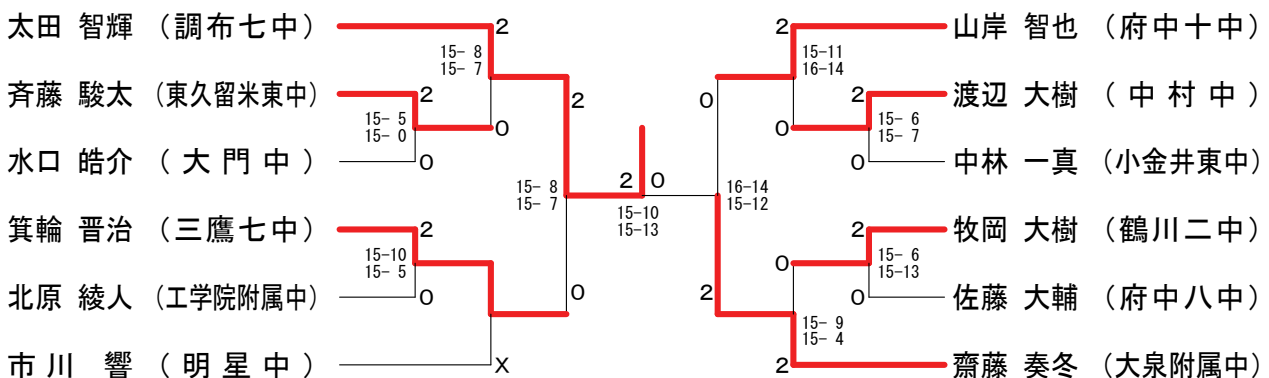 太田 智輝 （調布七中） 2
15- 8
15- 7
斉藤 駿太 （東久留米東中） 2
15- 5
15- 0
0
水口 皓介 （大門中） 0
2
15- 8
15- 7
箕輪 晋治 （三鷹七中） 2
15-10
15- 5
北原 綾人 （工学院附属中） 0
0
市川 響 （明星中） X
2 0
15-10
15-13
2 山岸 智也 （府中十中）
15-11
16-14
0
2 渡辺 大樹 （中村中）
15- 6
15- 7
0
0 中林 一真 （小金井東中）
16-14
15-12
2 牧岡 大樹 （鶴川二中）
15- 6
15-13
0
2
0 佐藤 大輔 （府中八中）
15- 9
15- 4
2 齋藤 奏冬 （大泉附属中）